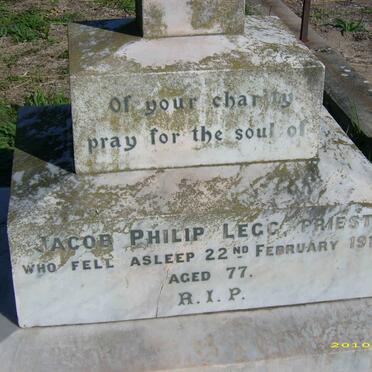 Of your charity
pray for the soul of
JACOB PHILIP LEGG, PRIEST
WHO FELL ASLEEP 22ND FEBRUARY
AGED 77.
R.I.P.
2010